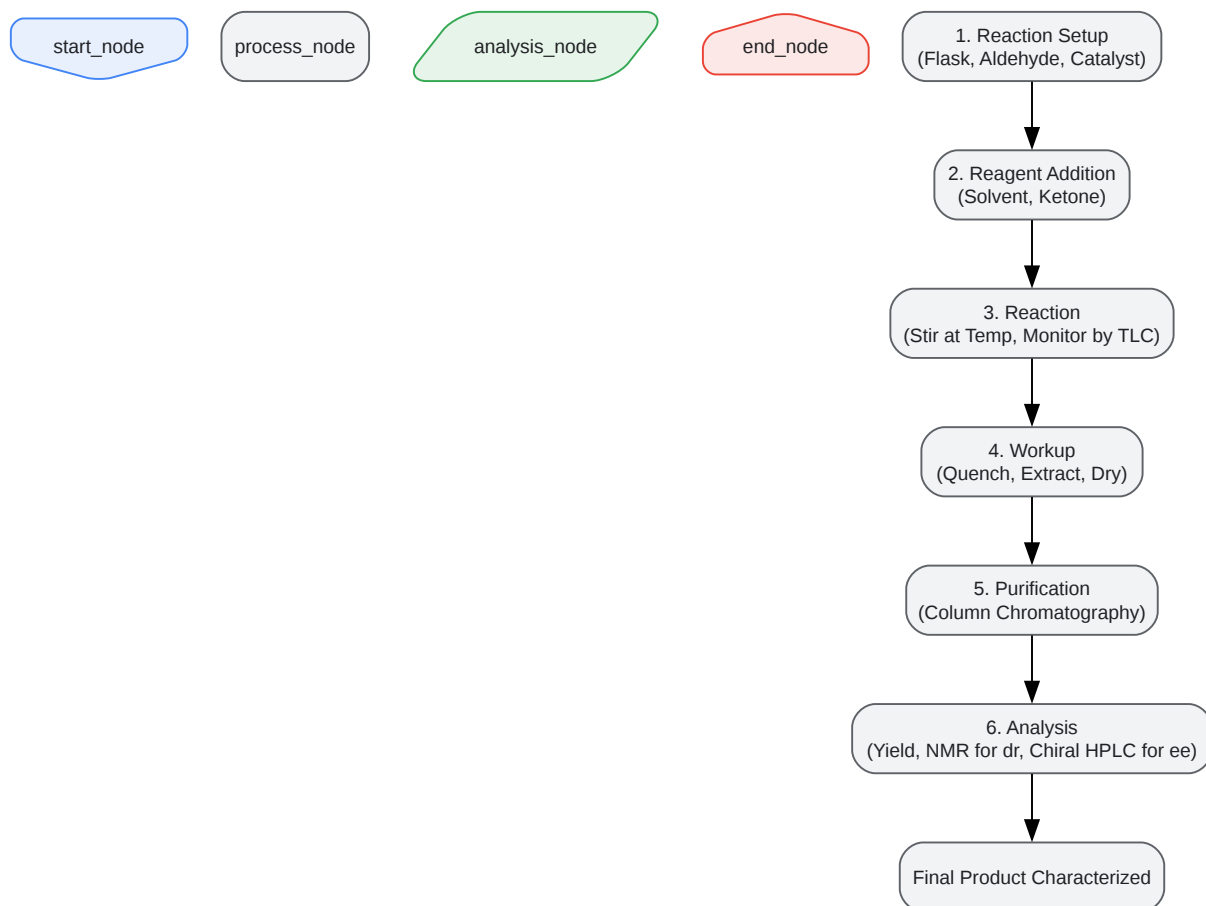 start_node
process_node
analysis_node
end_node
1. Reaction Setup
(Flask, Aldehyde, Catalyst)
2. Reagent Addition
(Solvent, Ketone)
3. Reaction
(Stir at Temp, Monitor by TLC)
4. Workup
(Quench, Extract, Dry)
5. Purification
(Column Chromatography)
6. Analysis
(Yield, NMR for dr, Chiral HPLC for ee)
Final Product Characterized